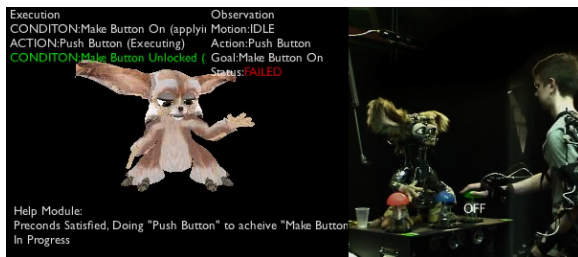 Execution
CONDITON:Make Button On (applyin
ACTION:Push Button (Executing)
CONDITON:Make Button Unlocked (
Observation
Motion:IDLE
Action:Push Button
Goal:Make Button On
Status:FAILED
OFF
Help Module:
Preconds Satisfied, Doing "Push Button" to acheive "Make Button
In Progress